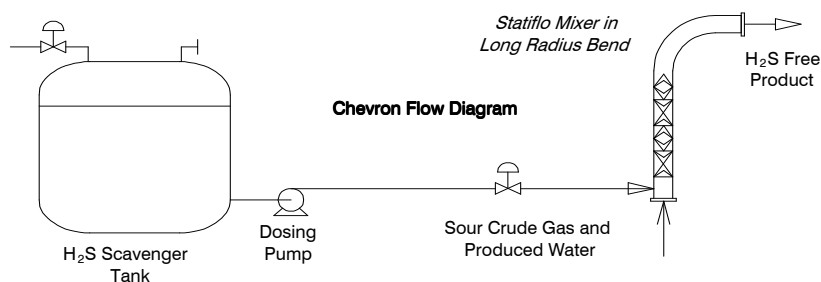 Statiflo Mixer in
Long Radius Bend
H₂S Free
Product
Chevron Flow Diagram
Sour Crude Gas and
Produced Water
Dosing
Pump
H₂S Scavenger
Tank